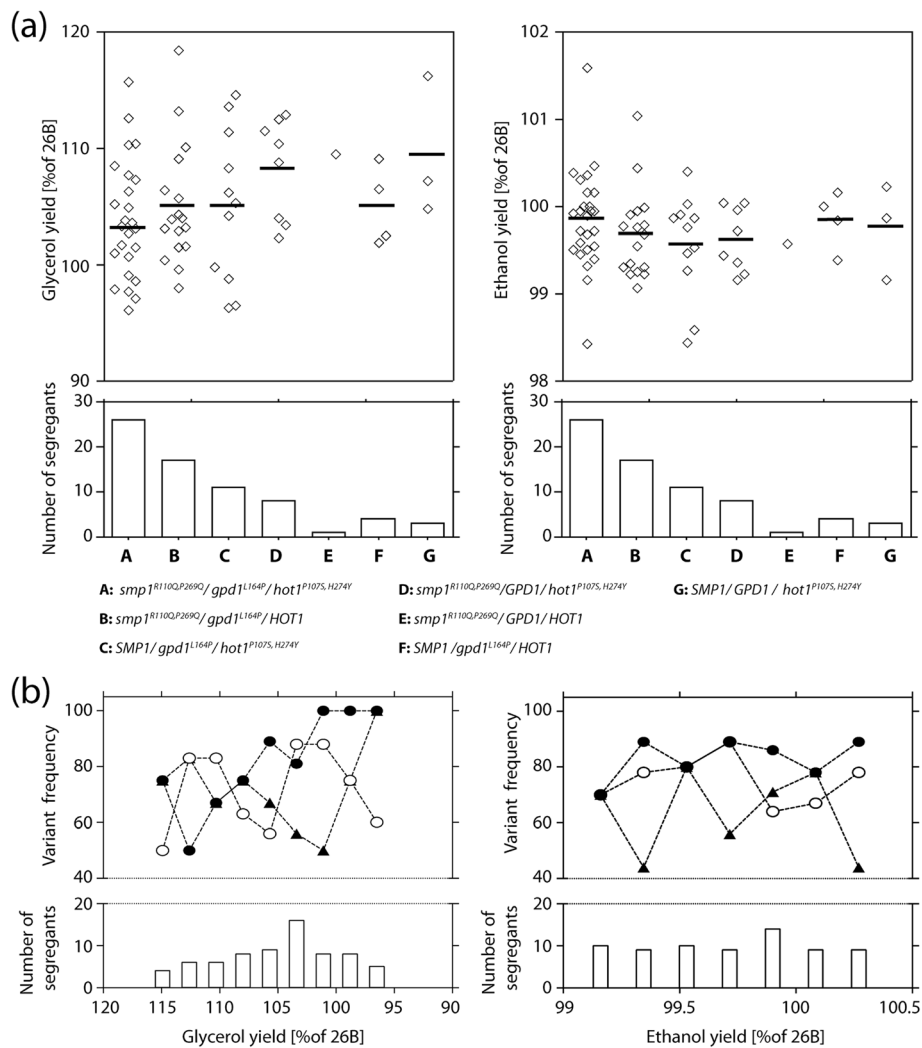 (a)
120
110
100
90
Glycerol yield [%of 26B]
102
101
100
99
98
Ethanol yield [%of 26B]
30
20
10
0
Number of segregants
A B C D E F G
30
20
10
0
Number of segregants
A B C D E F G
A: smp1R110Q,P269Q/ gpd1L164P/ hot1P107S, H274Y
B: smp1R110Q,P269Q/ gpd1L164P/ HOT1
C: SMP1/ gpd1L164P/ hot1P107S, H274Y
D: smp1R110Q,P269Q/GPD1/ hot1P107S, H274Y
E: smp1R110Q,P269Q/ GPD1/ HOT1
F: SMP1 /gpd1L164P/ HOT1
G: SMP1/ GPD1 / hot1P107S, H274Y
(b)
100
80
60
40
Variant frequency
100
80
60
40
Variant frequency
20
10
0
Number of
segregants
120 115 110 105 100 95 90
Glycerol yield [%of 26B]
20
10
0
Number of
segregants
99 99.5 100 100.5
Ethanol yield [%of 26B]